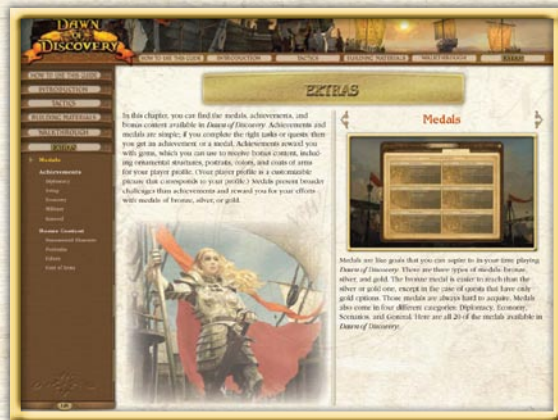 DAWN
OF
DISCOVERY
HOW TO USE THIS GUIDE INTRODUCTION TACTICS BUILDING MATERIALS WALKTHROUGH EXTRAS
HOW TO USE THIS GUIDE
INTRODUCTION
TACTICS
BUILDING MATERIALS
WALKTHROUGH
EXTRAS
Medals
Achievements
Diplomacy
Economy
Military
General
Bonus Content
Ornamental
Portraits
Colors
Coat of Arms
EXTRAS
In this chapter, you can find the medals, achievements, and
bonus content available in Dawn of Discovery. Achievements and
medals are simple; if you complete the right tasks or quests then
you get an achievement or a medal. Achievements reward you
with gems, which you can use to receive bonus content, includ-
ing ornamental structures, portraits, colors, and coats of arms
for your player profile. (Your player profile is a customizable
picture that corresponds to your profile.) Medals present broader
challenges than achievements and reward you for your efforts
with medals of bronze, silver, or gold.
Medals
Medals are like goals that you can aspire to in your time playing
Dawn of Discovery. There are three types of medals: bronze,
silver, and gold. The bronze medal is easier to reach than the
silver or gold one, except in the case of quests that have only
gold options. Those medals are always hard to acquire. Medals
also come in four different categories: Diplomacy, Economy,
Scenarios, and General. Here are all 20 of the medals available in
Dawn of Discovery.